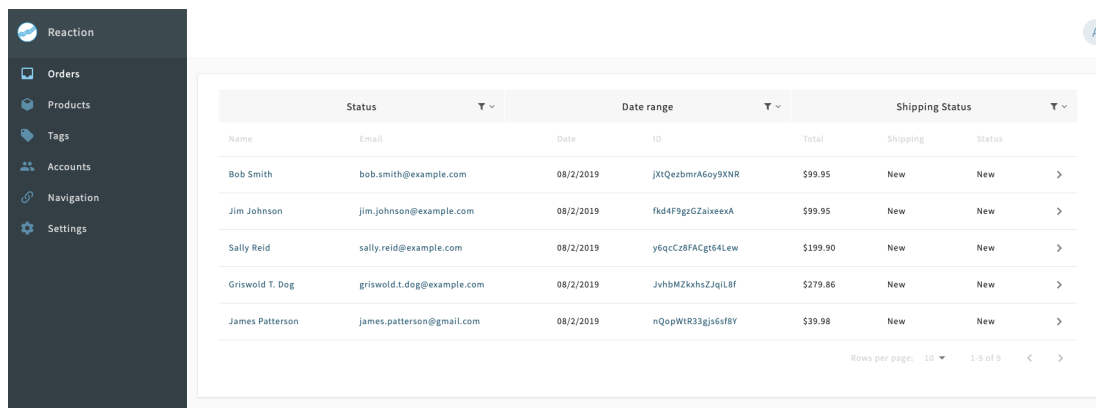 Reaction
A
Orders
Products
Tags
Accounts
Navigation
Settings
Status Date range Shipping Status
Name Email Date ID Total Shipping Status
Bob Smith bob.smith@example.com 08/2/2019 jXtQezbmrA6oy9XNR $99.95 New New
Jim Johnson jim.johnson@example.com 08/2/2019 fkd4F9gzGZaixeexA $99.95 New New
Sally Reid sally.reid@example.com 08/2/2019 y6qcCz8FACgt64Lew $199.90 New New
Griswold T. Dog griswold.t.dog@example.com 08/2/2019 JvhbMZkxhsZJqiL8f $279.86 New New
James Patterson james.patterson@gmail.com 08/2/2019 nQopWtR33gjs6sf8Y $39.98 New New
Rows per page: 10 1-5 of 5